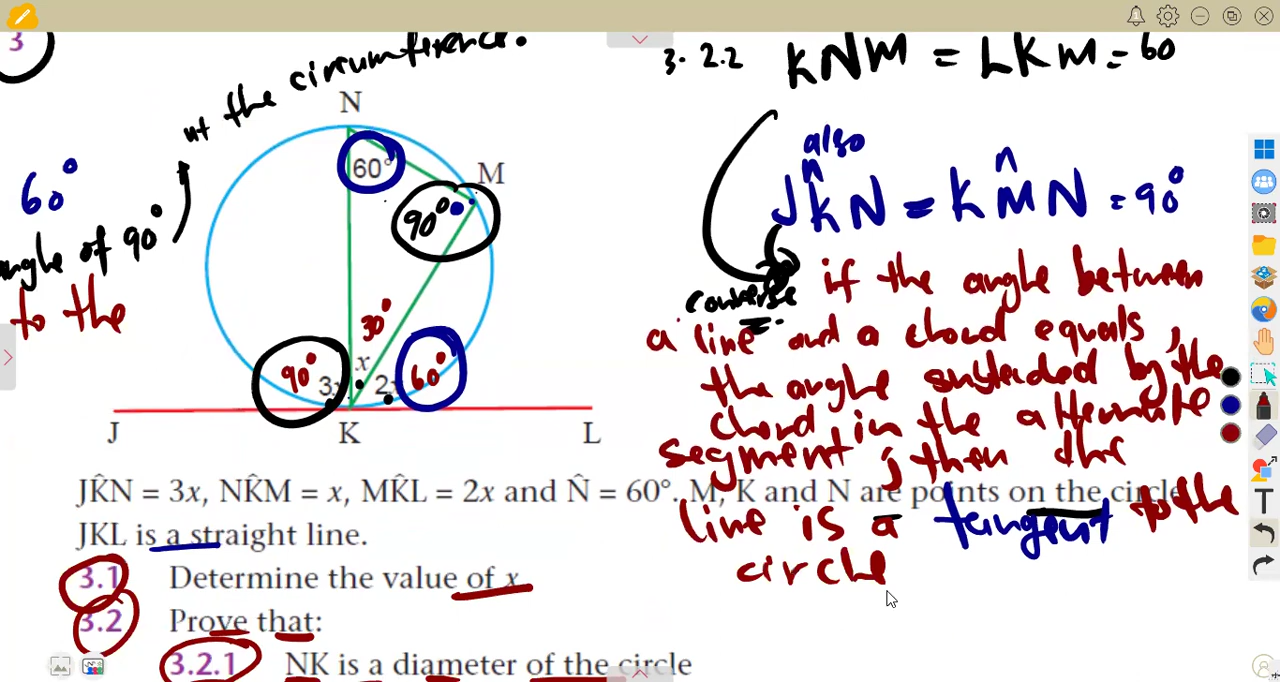 3
at the circumference.
60°
angle of 90°
to the
N
60°
M
90°
30°
x
90°
3x
2x
60°
J
K
L
JK̂N = 3x, NK̂M = x, MK̂L = 2x and N̂ = 60°. M, K and N are points on the circle
JKL is a straight line.
3.1 Determine the value of x
3.2 Prove that:
3.2.1 NK is a diameter of the circle
3.2.2 KNM = LKM = 60
also
JK̂N = KM̂N = 90°
converse if the angle between
a line and a chord equals,
the angle subtended by the
chord, in the alternate
segment, then the
line is a tangent to the
circle